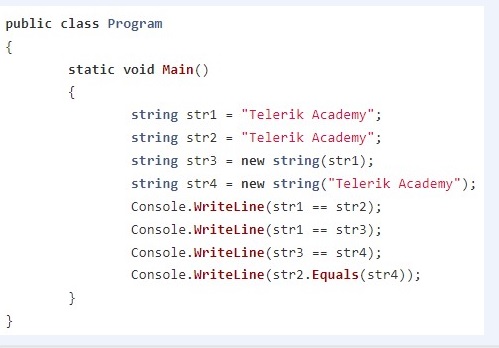 public class Program
{
static void Main()
{
string str1 = "Telerik Academy";
string str2 = "Telerik Academy";
string str3 = new string(str1);
string str4 = new string("Telerik Academy");
Console.WriteLine(str1 == str2);
Console.WriteLine(str1 == str3);
Console.WriteLine(str3 == str4);
Console.WriteLine(str2.Equals(str4));
}
}